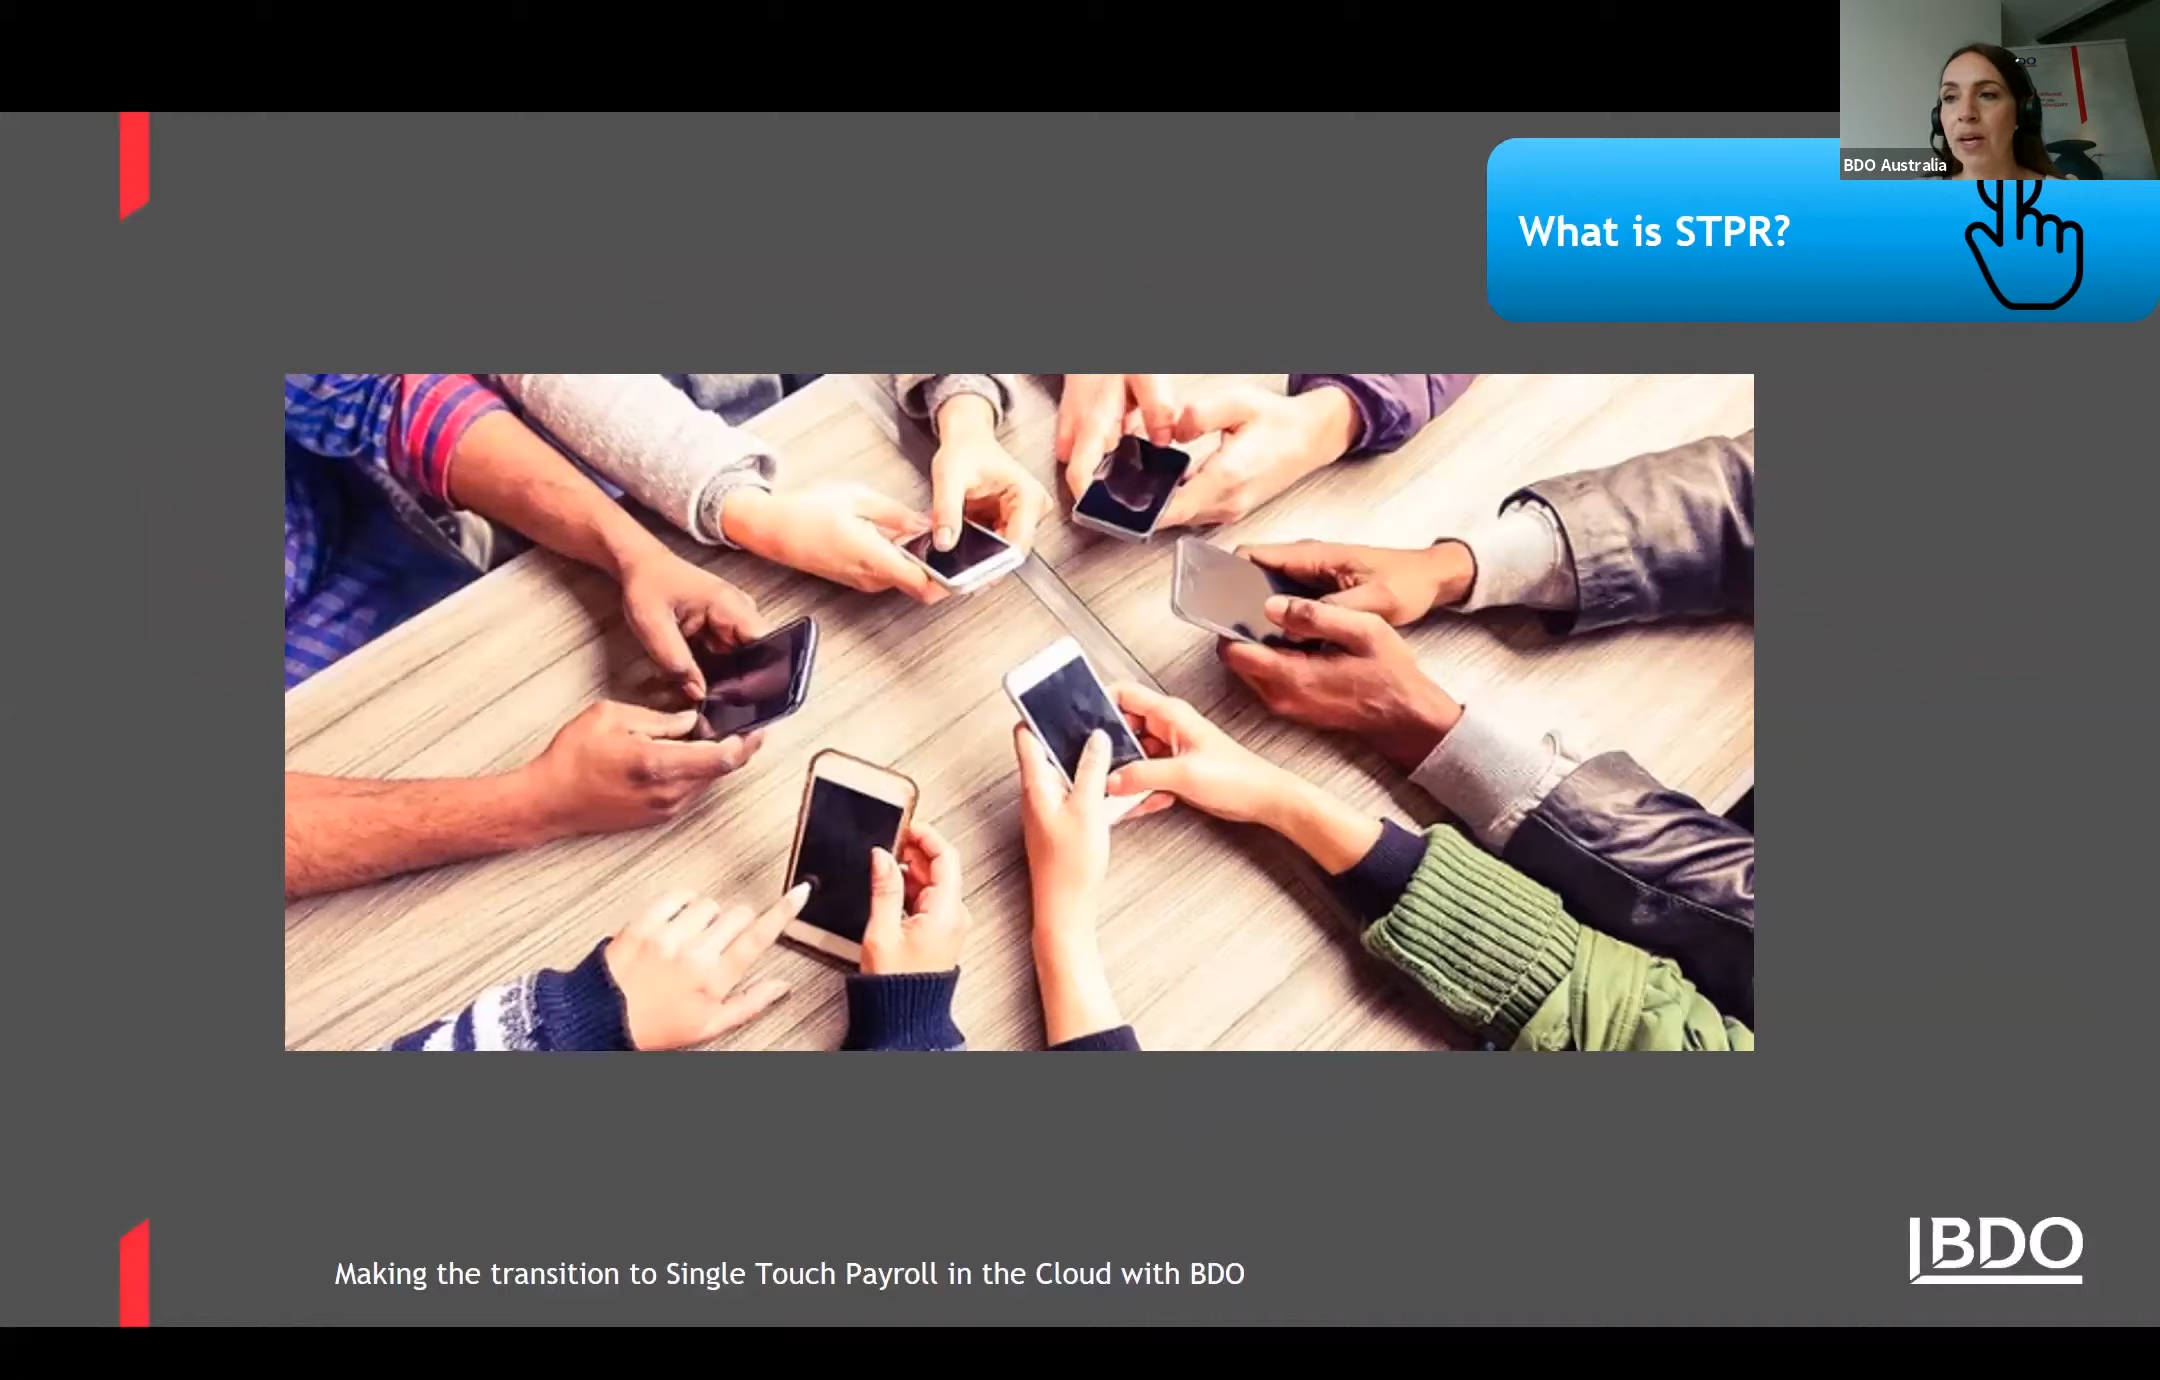 BDO Australia
What is STPR?
Making the transition to Single Touch Payroll in the Cloud with BDO
BDO